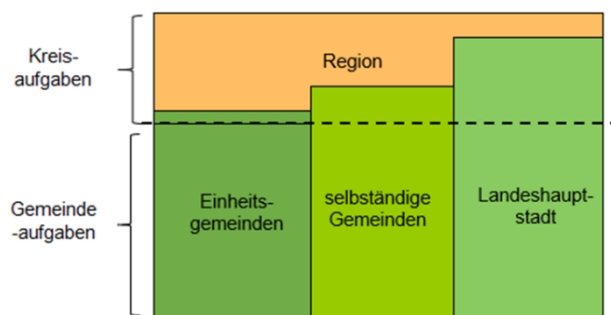 Kreis-
aufgaben
Region
Gemeinde
-aufgaben
Einheits-
gemeinden
selbständige
Gemeinden
Landeshaupt-
stadt